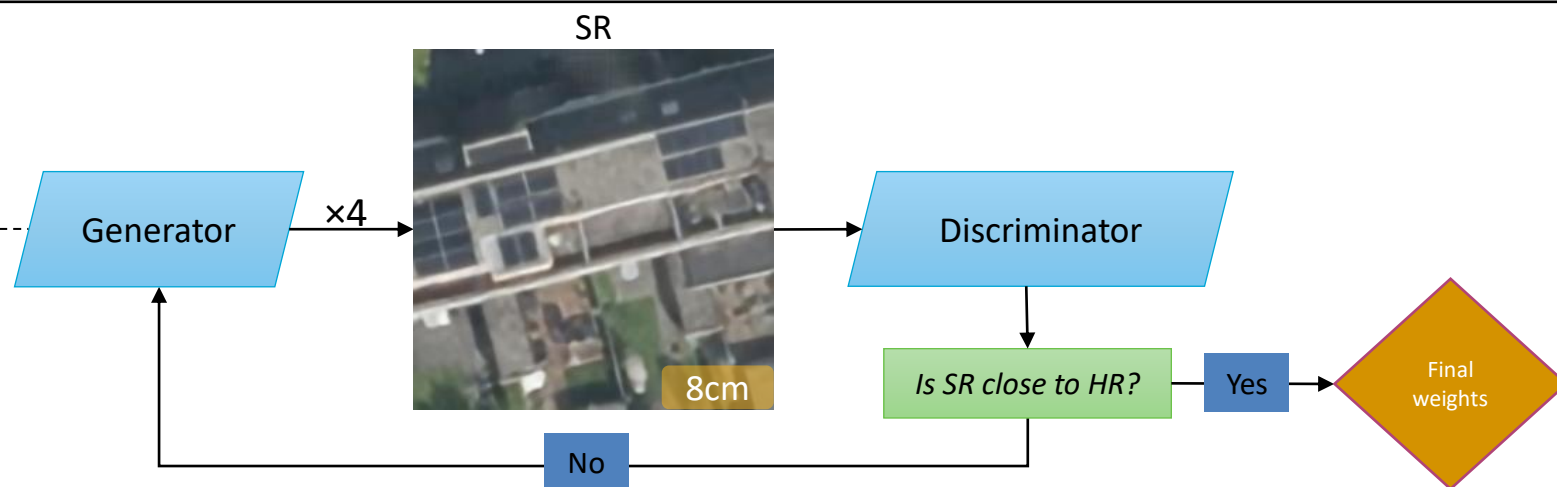 SR
Generator
×4
Discriminator
8cm
Is SR close to HR?
Yes
Final
weights
No